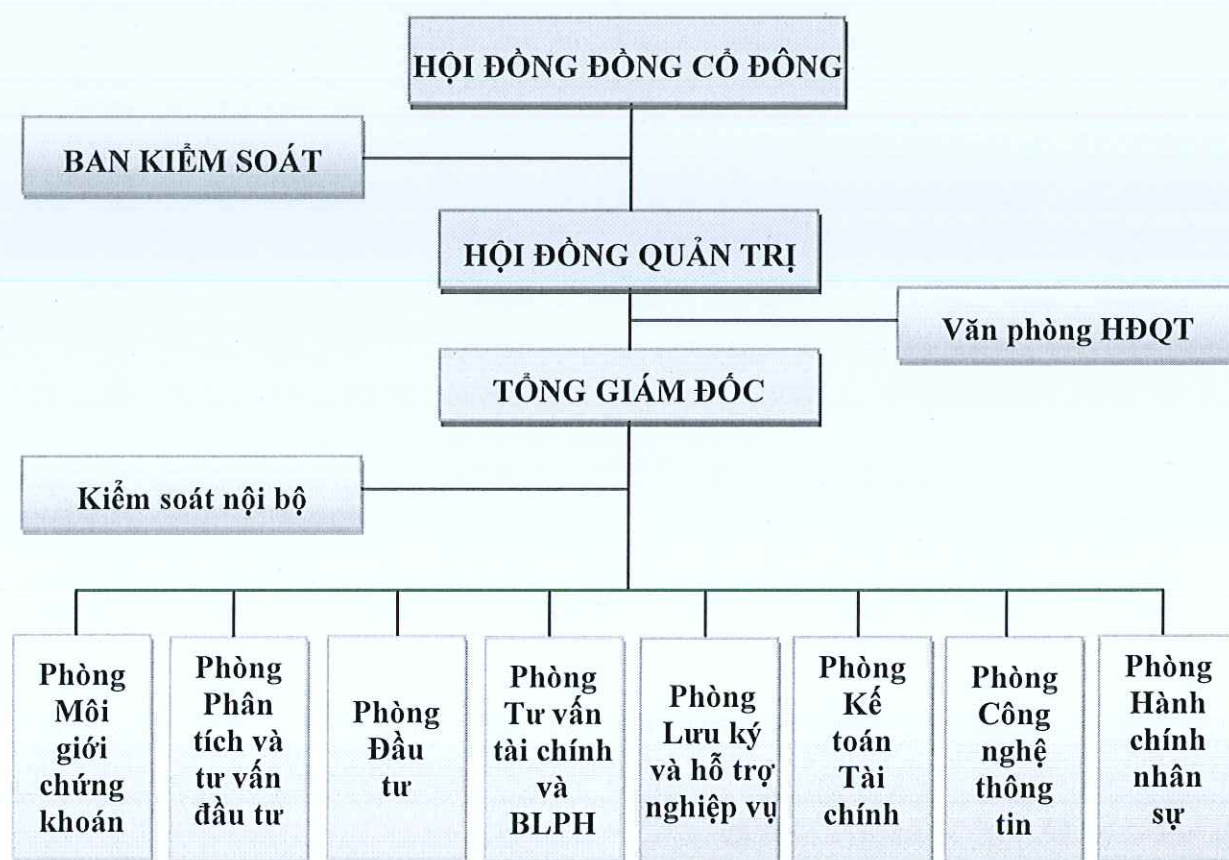 HỘI ĐỒNG ĐỒNG CỔ ĐÔNG
BAN KIỂM SOÁT
HỘI ĐỒNG QUẢN TRỊ
Văn phòng HĐQT
TỔNG GIÁM ĐỐC
Kiểm soát nội bộ
Phòng
Môi
giới
chứng
khoán
Phòng
Phân
tích và
tư vấn
đầu tư
Phòng
Đầu
tư
Phòng
Tư vấn
tài chính
và
BLPH
Phòng
Lưu ký
và hỗ trợ
nghiệp vụ
Phòng
Kế
toán
Tài
chính
Phòng
Công
nghệ
thông
tin
Phòng
Hành
chính
nhân
sự